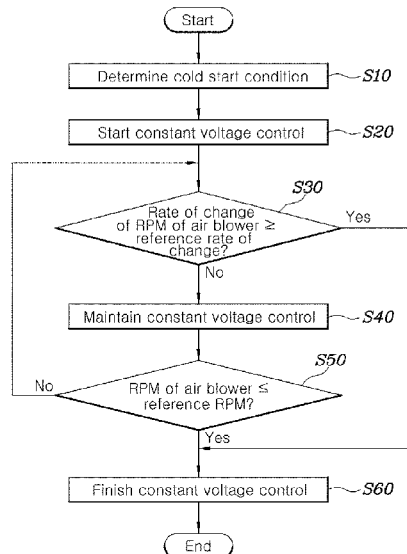 Start
Determine cold start condition
S10
Start constant voltage control
S20
S30
Rate of change
of RPM of air blower ≥
reference rate of
change?
Yes
No
Maintain constant voltage control
S40
S50
RPM of air blower ≤
reference RPM?
No
Yes
Finish constant voltage control
S60
End